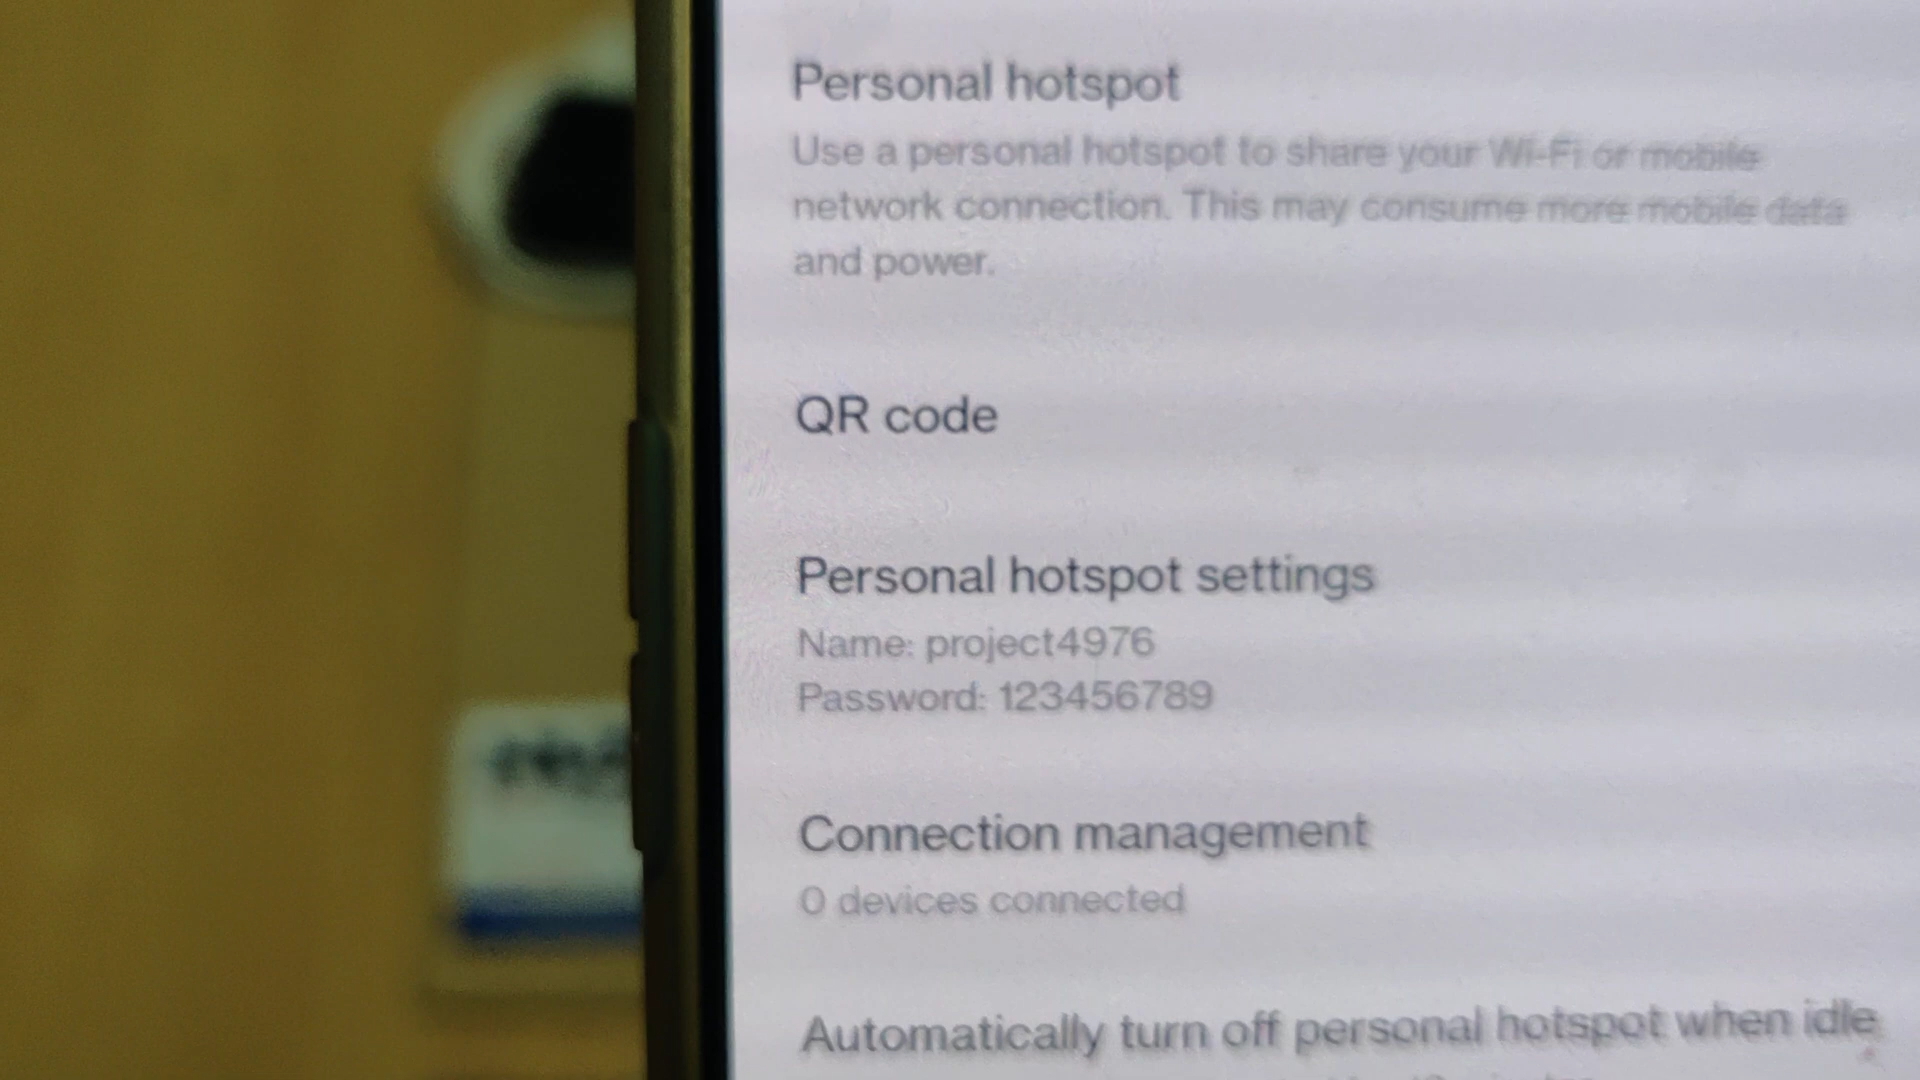 Personal hotspot
Use a personal hotspot to share your Wi-Fi or mobile
network connection. This may consume more mobile data
and power.
QR code
Personal hotspot settings
Name: project4976
Password: 123456789
Connection management
0 devices connected
Automatically turn off personal hotspot when idle